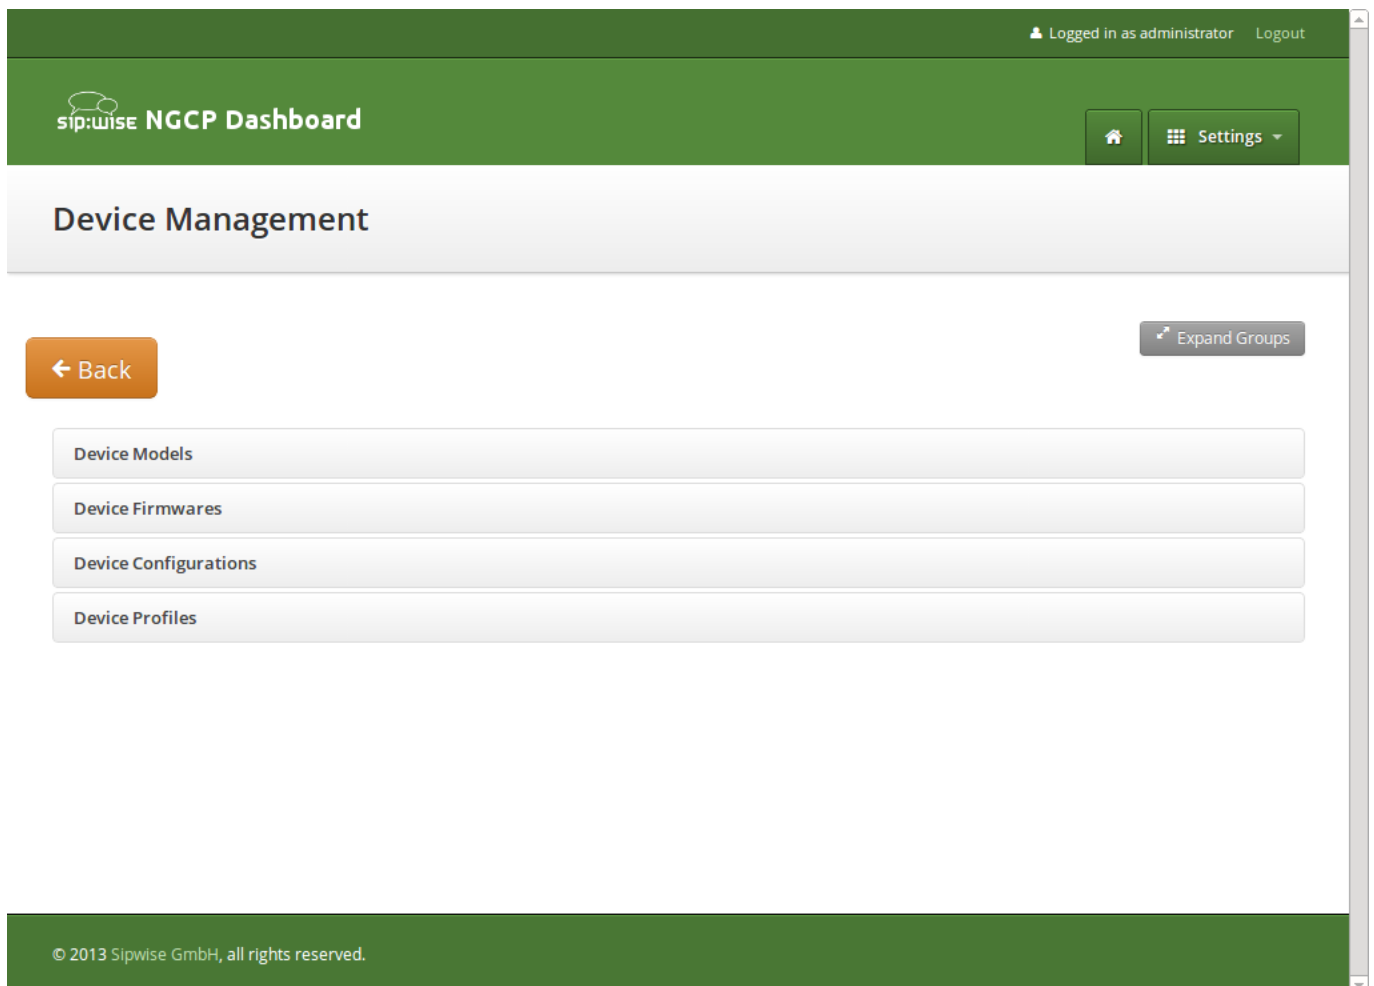 Logged in as administrator Logout
sip:wise NGCP Dashboard
Settings
Device Management
Expand Groups
Back
Device Models
Device Firmwares
Device Configurations
Device Profiles
© 2013 Sipwise GmbH, all rights reserved.